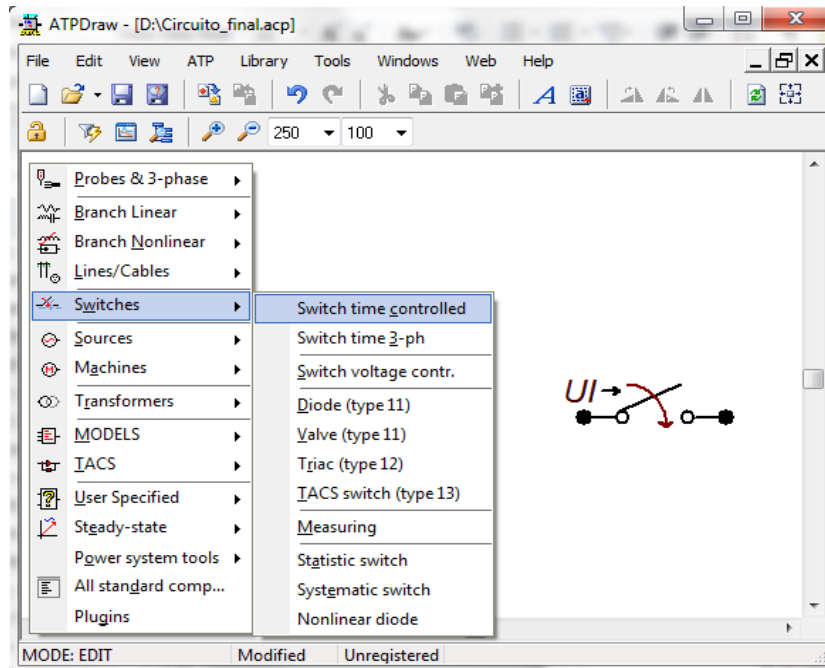 ATPDraw - [D:\Circuito_final.acp]
File Edit View ATP Library Tools Windows Web Help
250 100
Probes & 3-phase
Branch Linear
Branch Nonlinear
Lines/Cables
Switches
Sources
Machines
Transformers
MODELS
TACS
User Specified
Steady-state
Power system tools
All standard comp...
Plugins
Switch time controlled
Switch time 3-ph
Switch voltage contr.
Diode (type 11)
Valve (type 11)
Triac (type 12)
TACS switch (type 13)
Measuring
Statistic switch
Systematic switch
Nonlinear diode
UI
MODE: EDIT Modified Unregistered